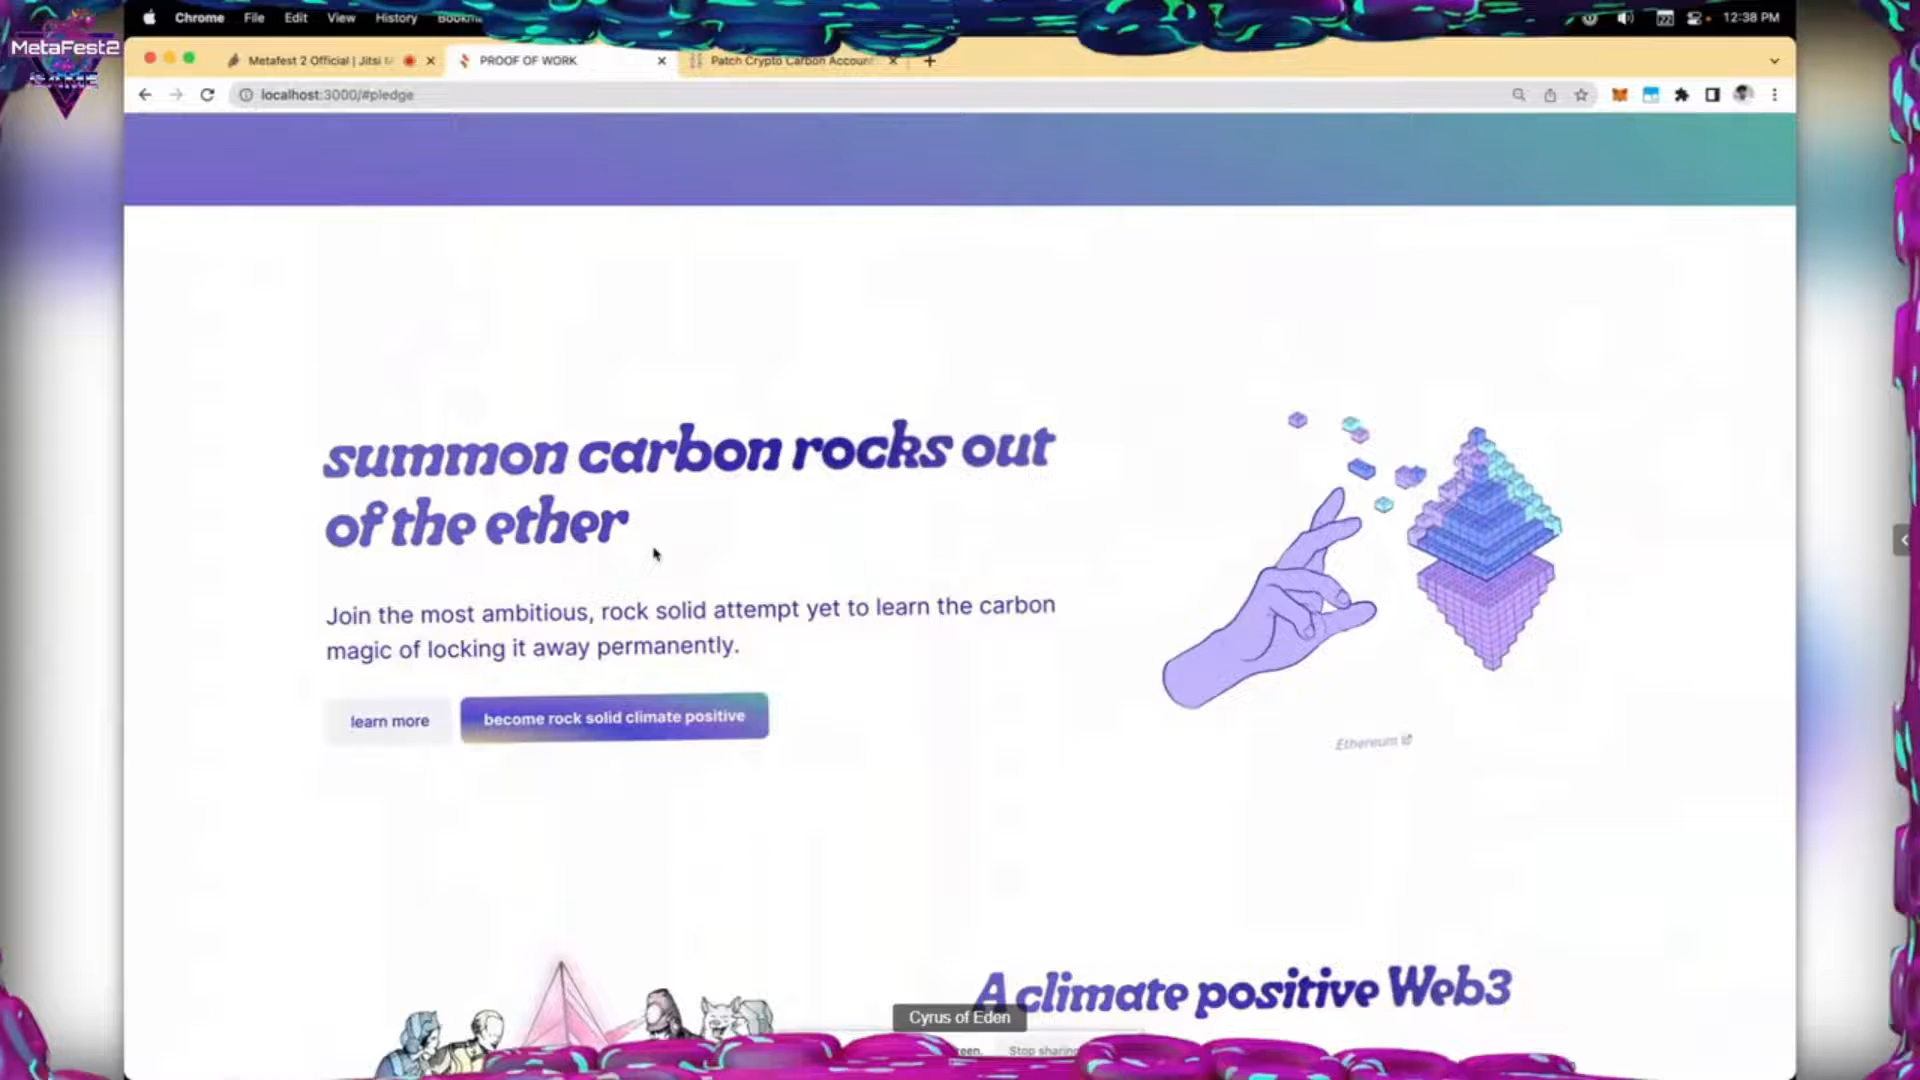 Chrome File Edit View History 12:38 PM
MetaFest2
GAME
Metafest 2 Official | Jitsi
PROOF OF WORK
Patch Crypto Carbon Accoun
localhost:3000/#pledge
summon carbon rocks out
of the ether
Join the most ambitious, rock solid attempt yet to learn the carbon
magic of locking it away permanently.
learn more
become rock solid climate positive
Ethereum
A climate positive Web3
Cyrus of Eden
Stop sharing